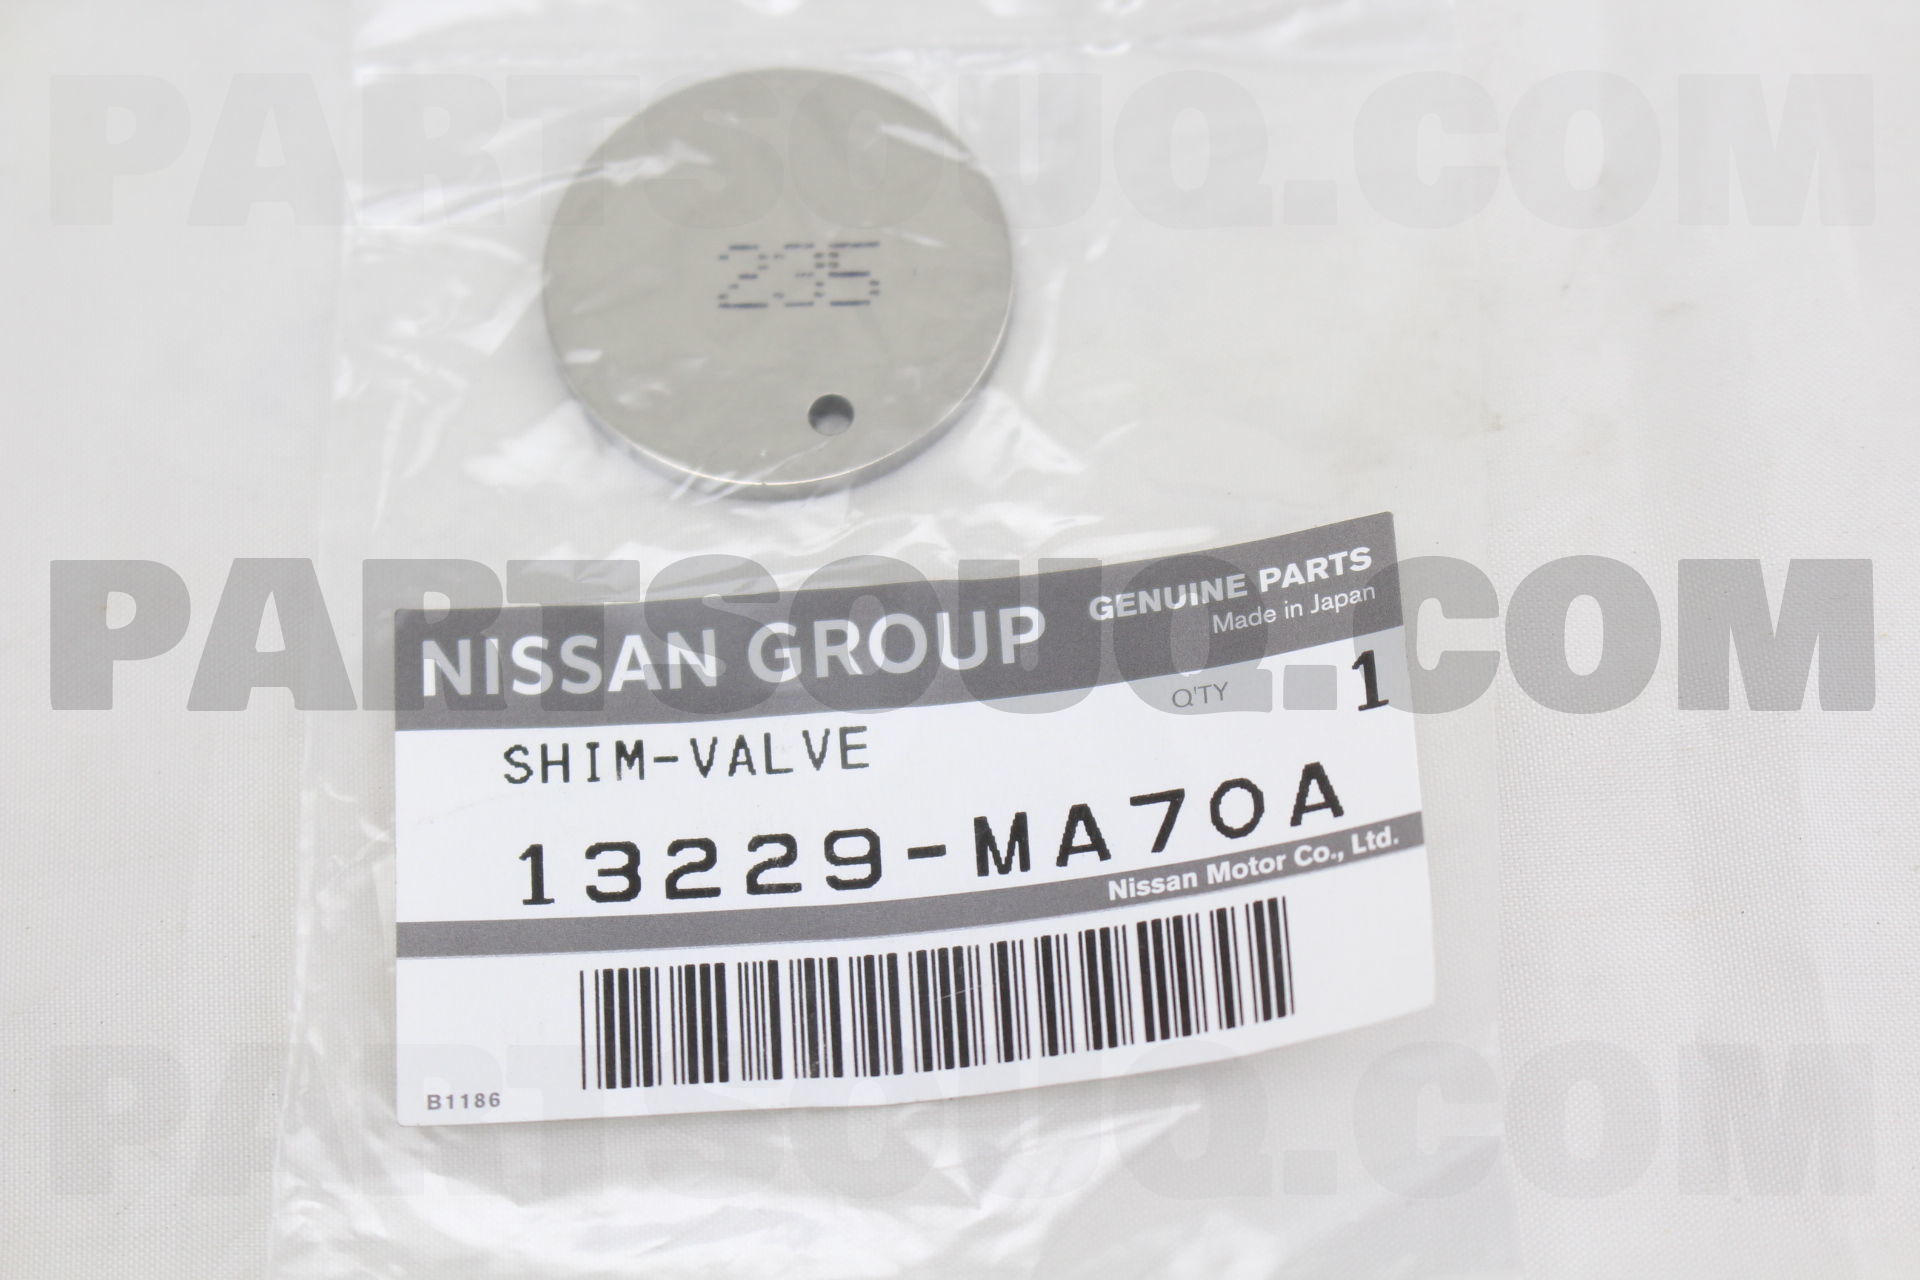 PARTSOUQ.COM
235
PARTSOUQ.COM
NISSAN GROUP
GENUINE PARTS
Made in Japan
SHIM-VALVE
Q'TY 1
13229-MA70A
Nissan Motor Co., Ltd.
B1186
PARTSOUQ.COM